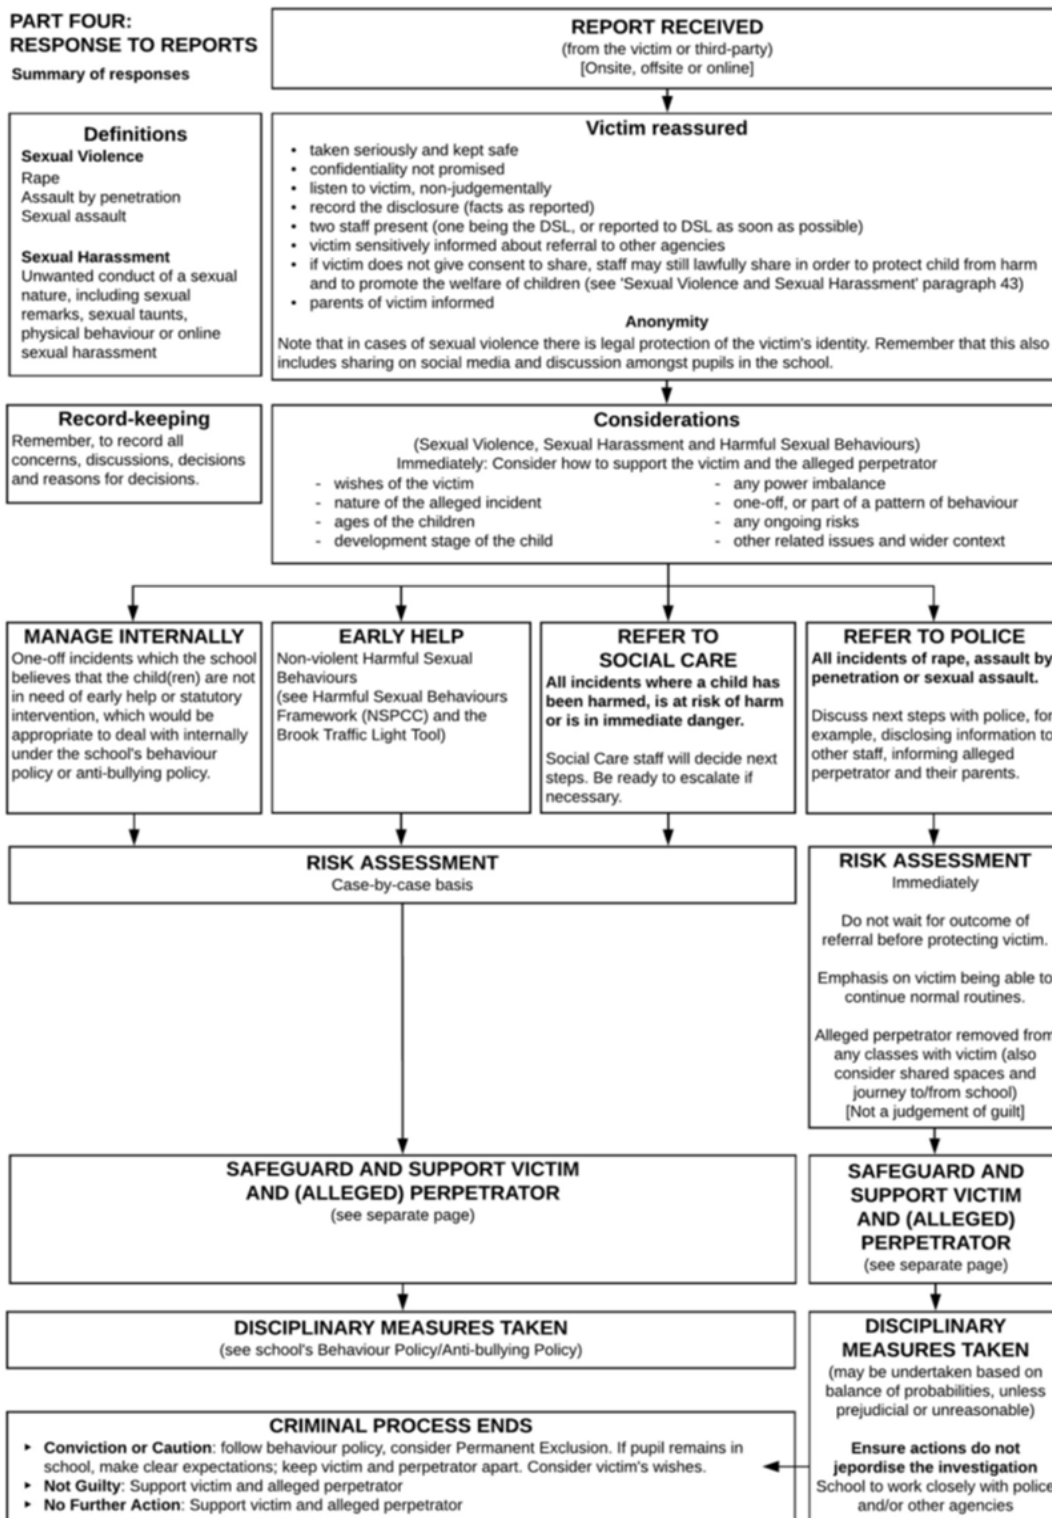 PART FOUR:
RESPONSE TO REPORTS
Summary of responses
REPORT RECEIVED
(from the victim or third-party)
[Onsite, offsite or online]
Definitions
Sexual Violence
Rape
Assault by penetration
Sexual assault
Sexual Harassment
Unwanted conduct of a sexual
nature, including sexual
remarks, sexual taunts,
physical behaviour or online
sexual harassment
Victim reassured
• taken seriously and kept safe
• confidentiality not promised
• listen to victim, non-judgementally
• record the disclosure (facts as reported)
• two staff present (one being the DSL, or reported to DSL as soon as possible)
• victim sensitively informed about referral to other agencies
• if victim does not give consent to share, staff may still lawfully share in order to protect child from harm
and to promote the welfare of children (see 'Sexual Violence and Sexual Harassment' paragraph 43)
• parents of victim informed
Anonymity
Note that in cases of sexual violence there is legal protection of the victim's identity. Remember that this also
includes sharing on social media and discussion amongst pupils in the school.
Record-keeping
Remember, to record all
concerns, discussions, decisions
and reasons for decisions.
Considerations
(Sexual Violence, Sexual Harassment and Harmful Sexual Behaviours)
Immediately: Consider how to support the victim and the alleged perpetrator
- wishes of the victim
- nature of the alleged incident
- ages of the children
- development stage of the child
- any power imbalance
- one-off, or part of a pattern of behaviour
- any ongoing risks
- other related issues and wider context
MANAGE INTERNALLY
One-off incidents which the school
believes that the child(ren) are not
in need of early help or statutory
intervention, which would be
appropriate to deal with internally
under the school's behaviour
policy or anti-bullying policy.
EARLY HELP
Non-violent Harmful Sexual
Behaviours
(see Harmful Sexual Behaviours
Framework (NSPCC) and the
Brook Traffic Light Tool)
REFER TO
SOCIAL CARE
All incidents where a child has
been harmed, is at risk of harm
or is in immediate danger.
Social Care staff will decide next
steps. Be ready to escalate if
necessary.
REFER TO POLICE
All incidents of rape, assault by
penetration or sexual assault.
Discuss next steps with police, for
example, disclosing information to
other staff, informing alleged
perpetrator and their parents.
RISK ASSESSMENT
Case-by-case basis
RISK ASSESSMENT
Immediately
Do not wait for outcome of
referral before protecting victim.
Emphasis on victim being able to
continue normal routines.
Alleged perpetrator removed from
any classes with victim (also
consider shared spaces and
journey to/from school)
[Not a judgement of guilt]
SAFEGUARD AND SUPPORT VICTIM
AND (ALLEGED) PERPETRATOR
(see separate page)
SAFEGUARD AND
SUPPORT VICTIM
AND (ALLEGED)
PERPETRATOR
(see separate page)
DISCIPLINARY MEASURES TAKEN
(see school's Behaviour Policy/Anti-bullying Policy)
DISCIPLINARY
MEASURES TAKEN
(may be undertaken based on
balance of probabilities, unless
prejudicial or unreasonable)
Ensure actions do not
jepordise the investigation
School to work closely with police
and/or other agencies
CRIMINAL PROCESS ENDS
‣ Conviction or Caution: follow behaviour policy, consider Permanent Exclusion. If pupil remains in
school, make clear expectations; keep victim and perpetrator apart. Consider victim's wishes.
‣ Not Guilty: Support victim and alleged perpetrator
‣ No Further Action: Support victim and alleged perpetrator